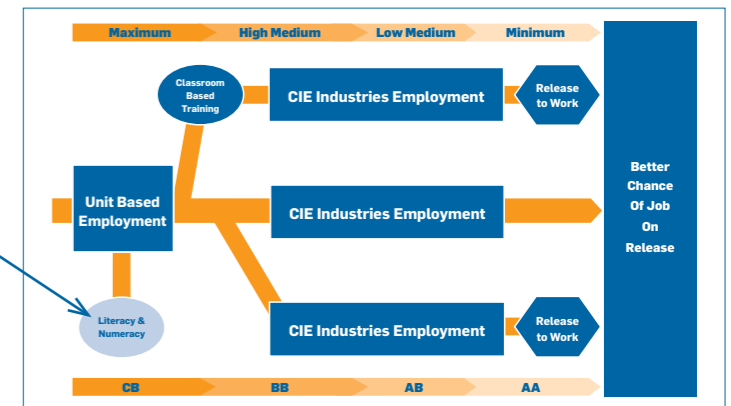 Maximum High Medium Low Medium Minimum
Classroom
Based
Training
CIE Industries Employment
Release
to Work
Unit Based
Employment
CIE Industries Employment
Better
Chance
Of Job
On
Release
Literacy &
Numeracy
CIE Industries Employment
Release
to Work
CB BB AB AA